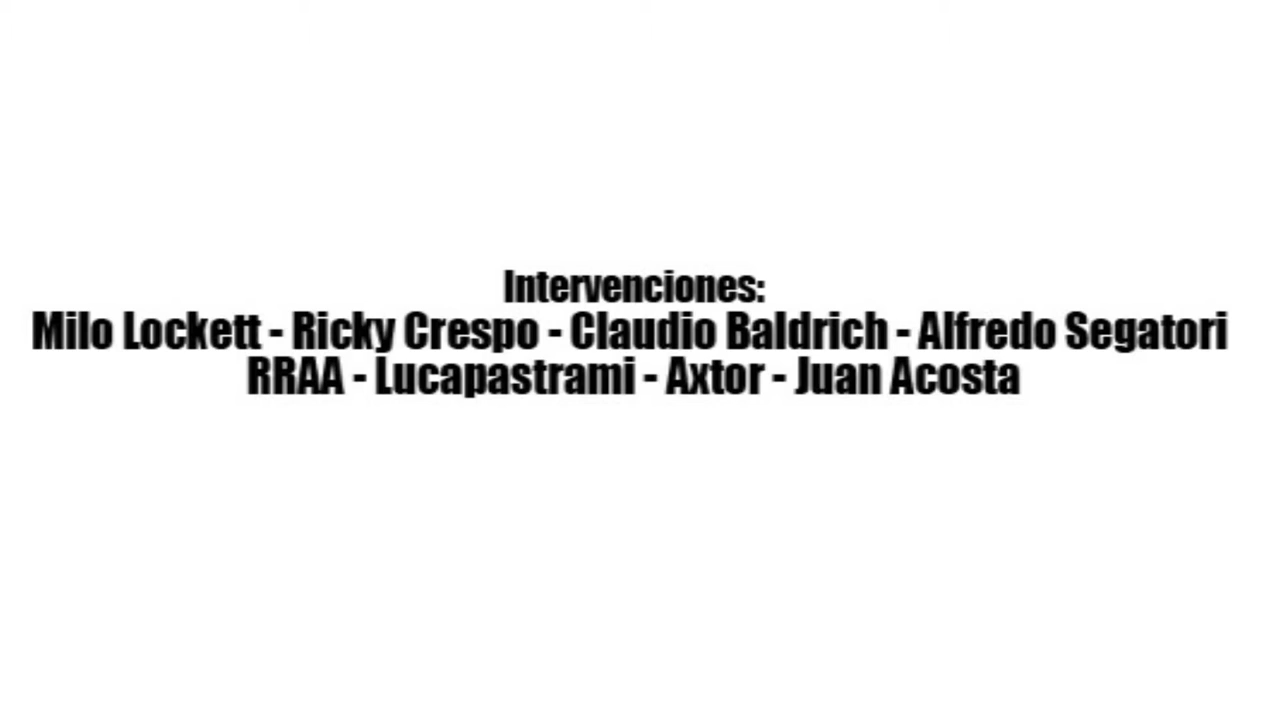 Intervenciones:
Milo Lockett - Ricky Crespo - Claudio Baldrich - Alfredo Segatori
RRAA - Lucapastrami - Axtor - Juan Acosta